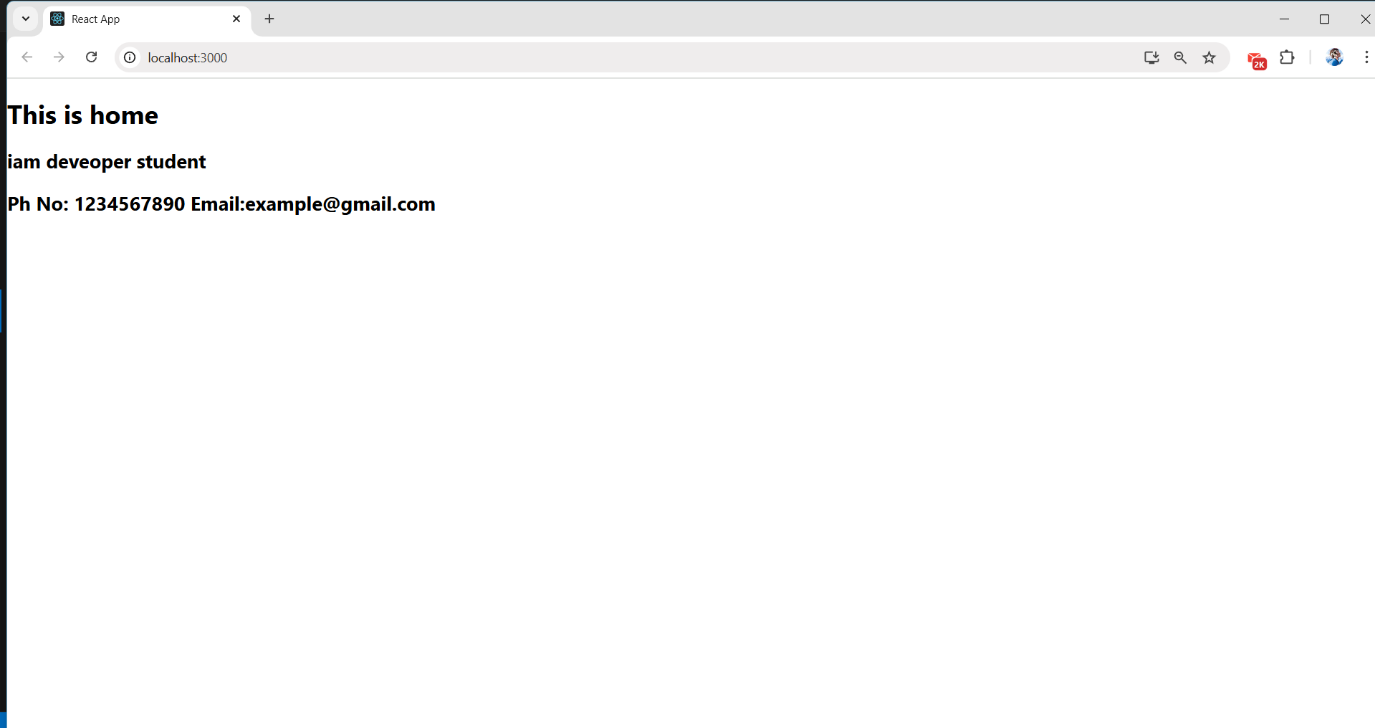 React App
localhost:3000
2K
This is home
iam deveoper student
Ph No: 1234567890 Email:example@gmail.com